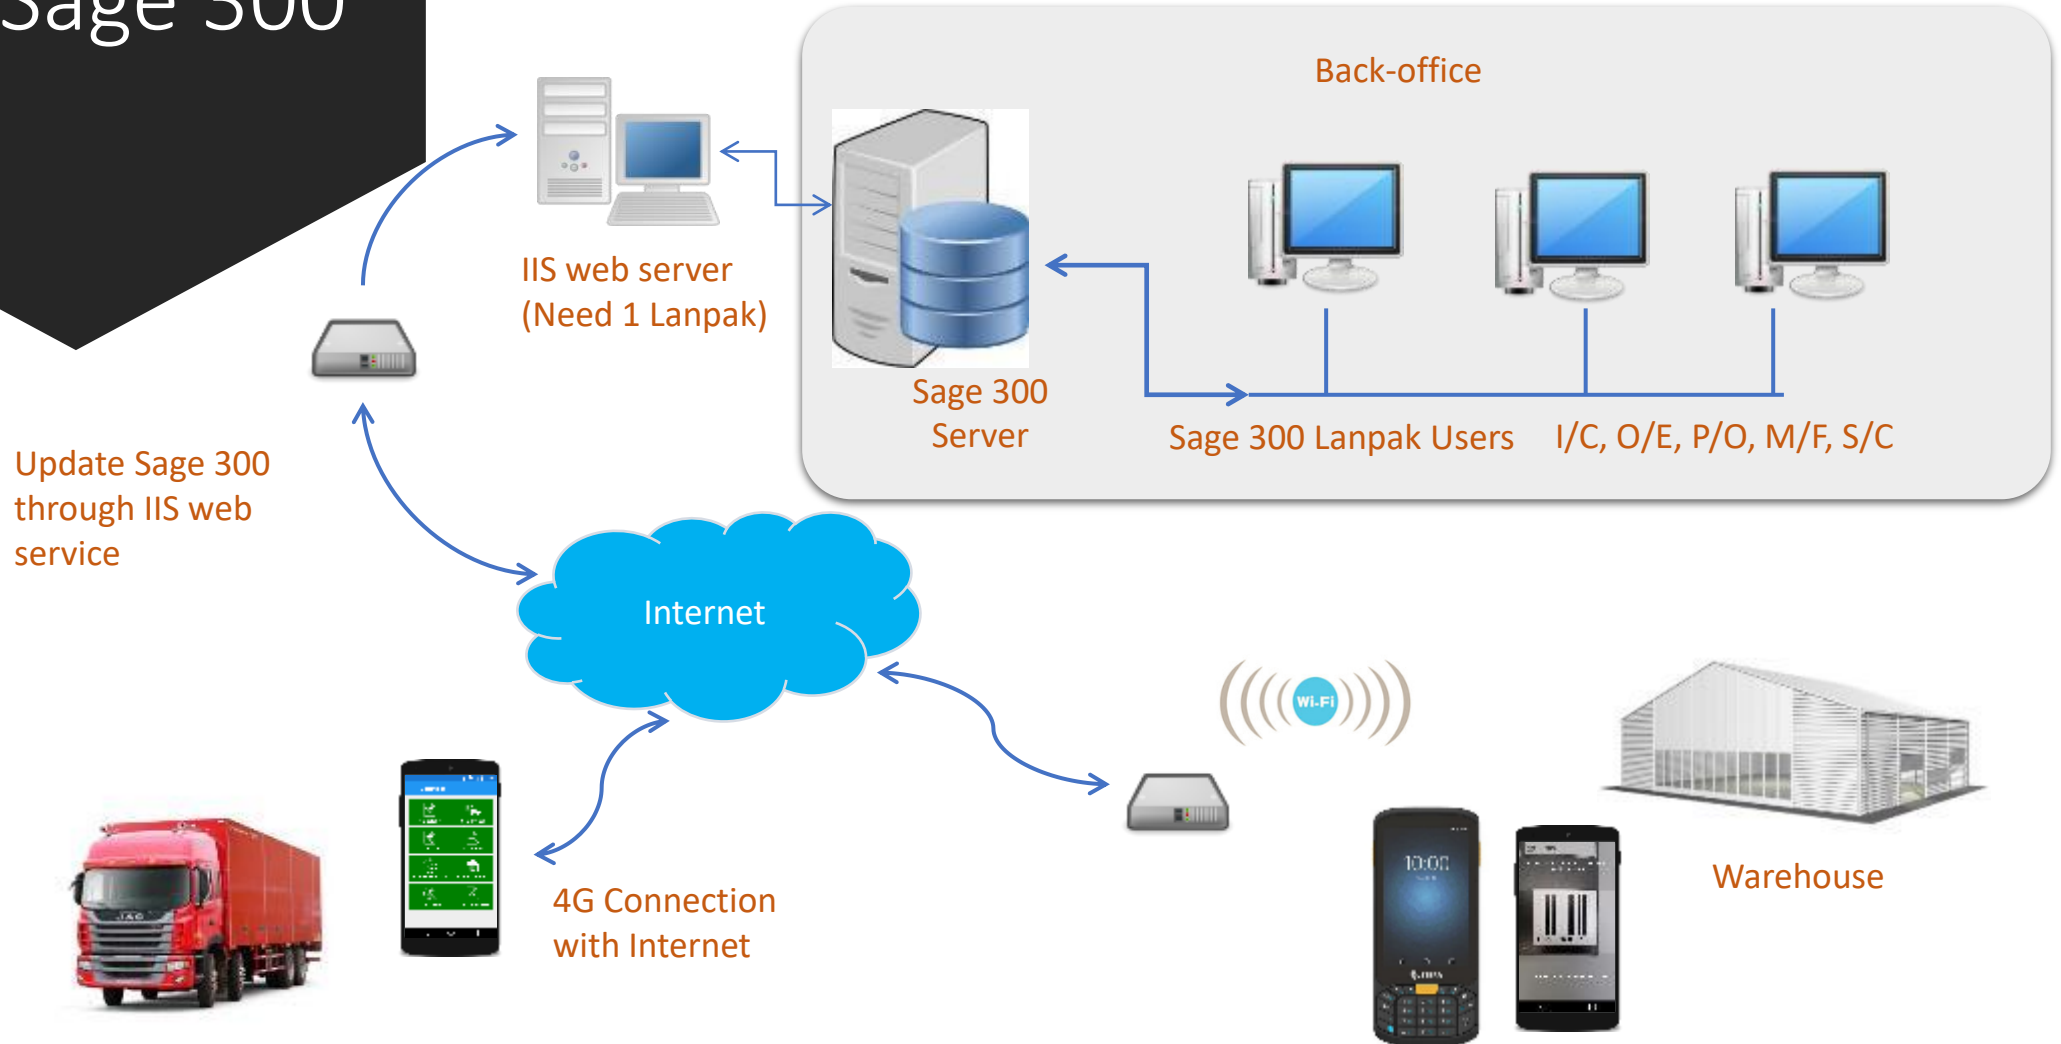 Sage 300
Back-office
IIS web server
(Need 1 Lanpak)
Sage 300
Server
Sage 300 Lanpak Users
I/C, O/E, P/O, M/F, S/C
Update Sage 300
through IIS web
service
Internet
Wi-Fi
10:00
Warehouse
4G Connection
with Internet
JAC